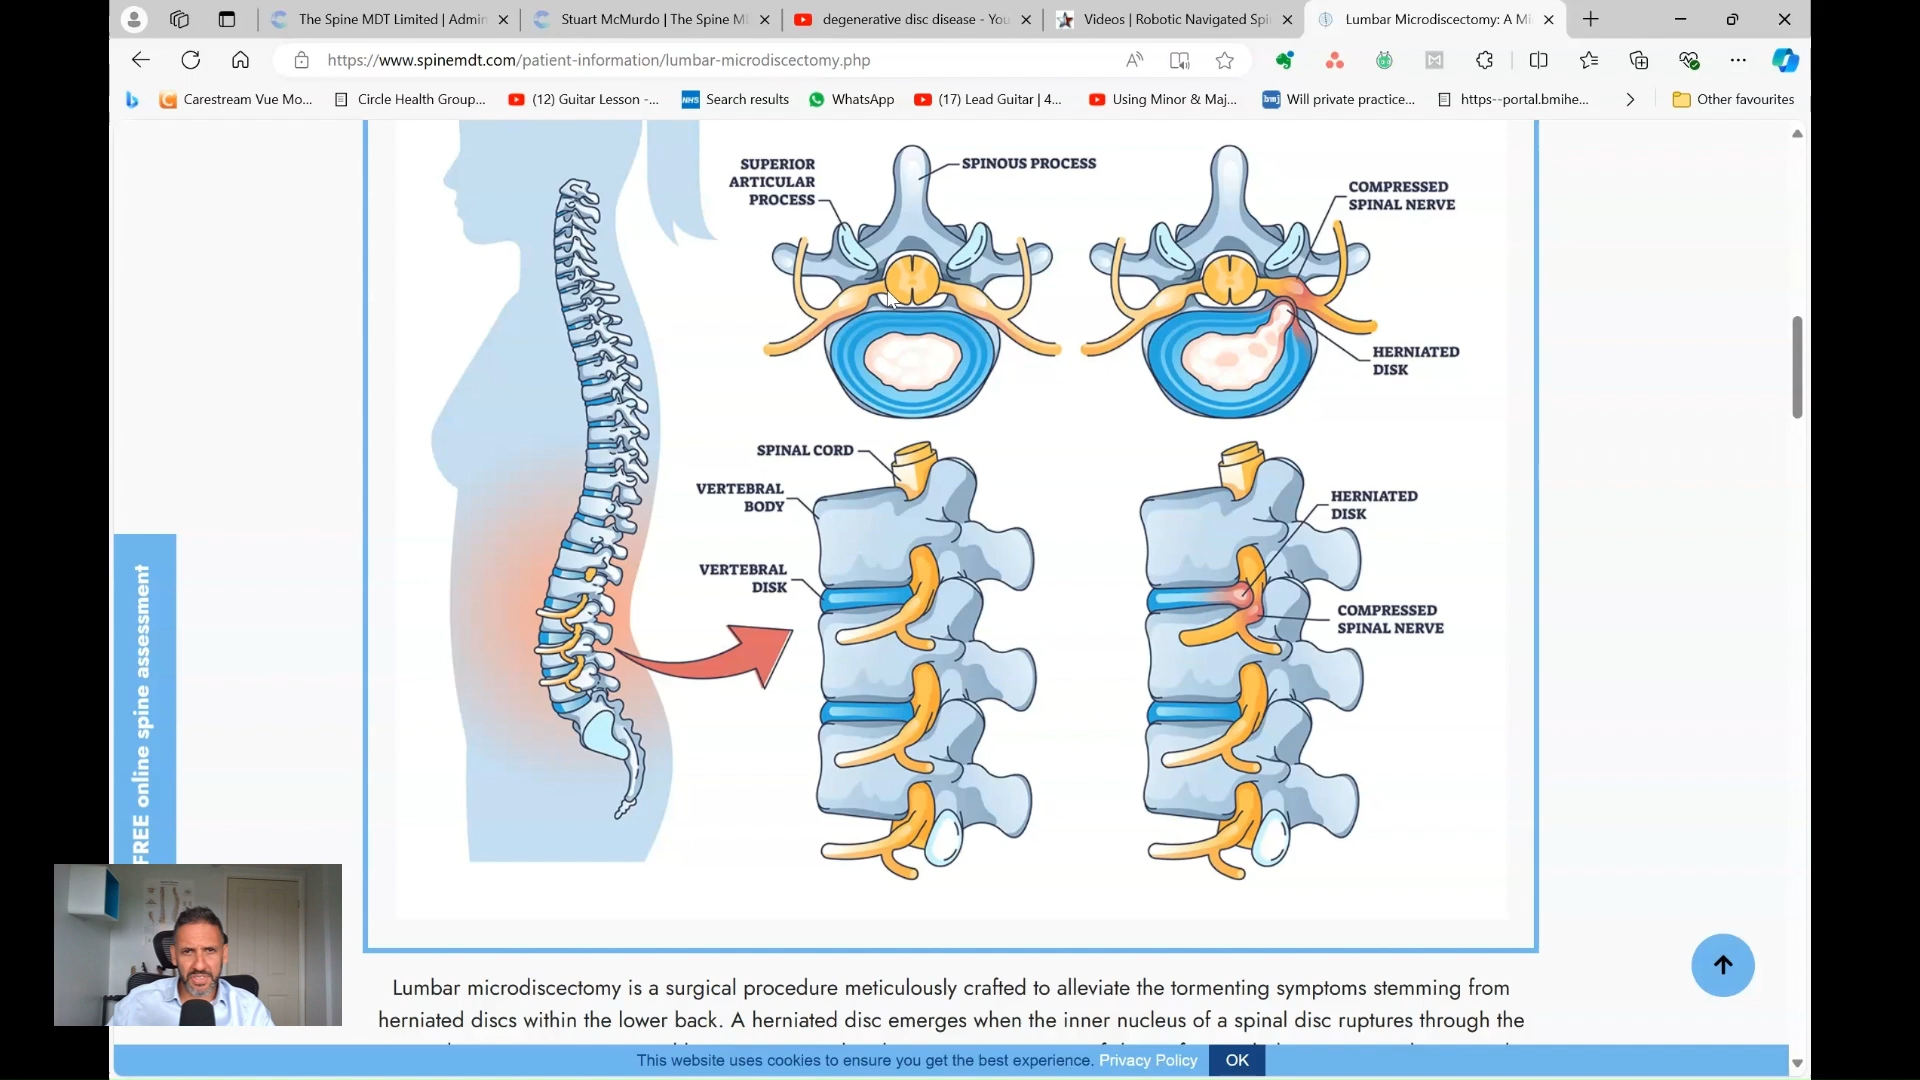 The Spine MDT Limited | Admin
Stuart McMurdo | The Spine M
degenerative disc disease - You
Videos | Robotic Navigated Spi
Lumbar Microdiscectomy: A Mi
https://www.spinemdt.com/patient-information/lumbar-microdiscectomy.php
Carestream Vue Mo...
Circle Health Group...
(12) Guitar Lesson -...
NHS
Search results
WhatsApp
(17) Lead Guitar | 4...
Using Minor & Maj...
bmj
Will private practice...
https--portal.bmihe...
Other favourites
SUPERIOR
ARTICULAR
PROCESS
SPINOUS PROCESS
COMPRESSED
SPINAL NERVE
HERNIATED
DISK
SPINAL CORD
VERTEBRAL
BODY
VERTEBRAL
DISK
HERNIATED
DISK
COMPRESSED
SPINAL NERVE
FREE online spine assessment
Lumbar microdiscectomy is a surgical procedure meticulously crafted to alleviate the tormenting symptoms stemming from
herniated discs within the lower back. A herniated disc emerges when the inner nucleus of a spinal disc ruptures through the
This website uses cookies to ensure you get the best experience. Privacy Policy OK